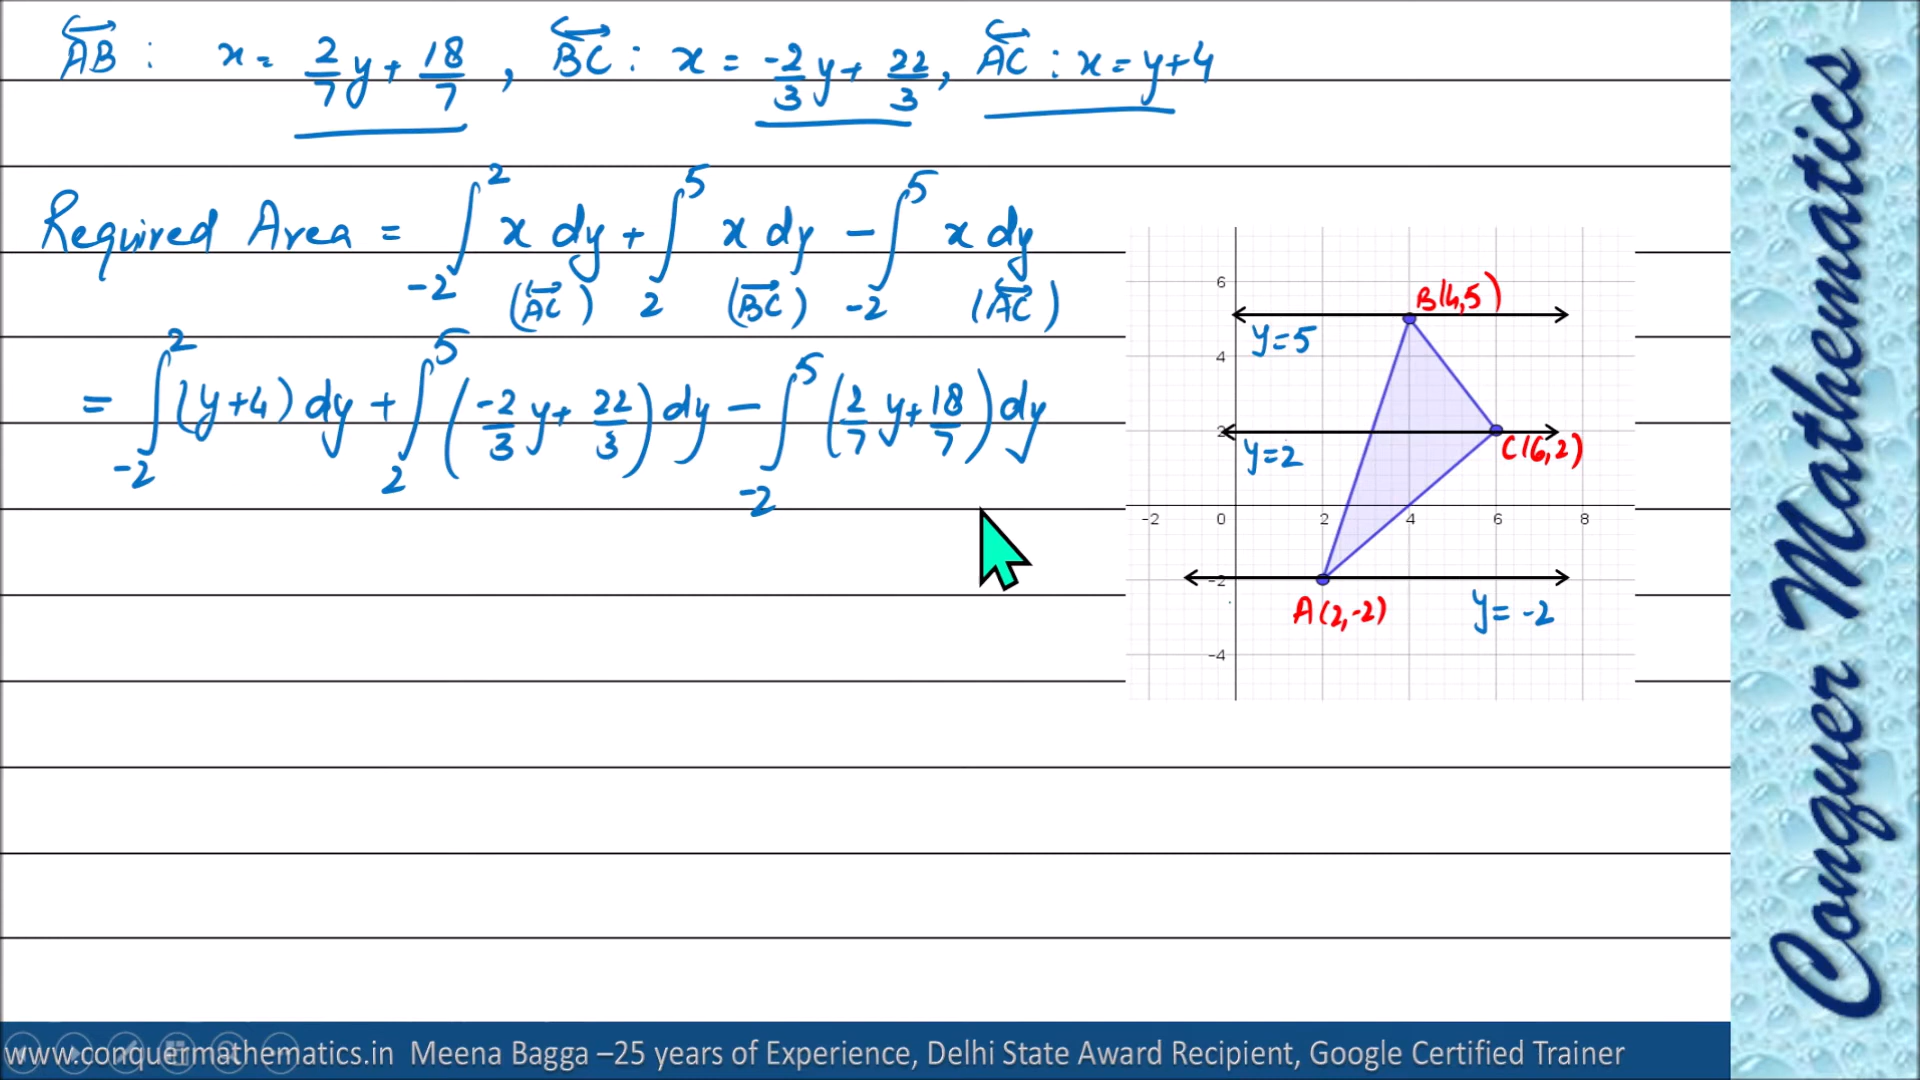 AB : x = 2/7 y + 18/7 , BC : x = -2/3 y + 22/3 , AC : x = y+4
Required Area = ∫_{-2}^{2} x dy + ∫_{2}^{5} x dy - ∫_{-2}^{5} x dy
(AC) (BC) (AC)
= ∫_{-2}^{2} (y+4) dy + ∫_{2}^{5} (-2/3 y + 22/3) dy - ∫_{-2}^{5} (2/7 y + 18/7) dy
6
B(4,5)
y=5
4
2
y=2
C(6,2)
-2 0 2 4 6 8
-2
A(2,-2)
y= -2
-4
Conquer Mathematics
www.conquermathematics.in Meena Bagga –25 years of Experience, Delhi State Award Recipient, Google Certified Trainer